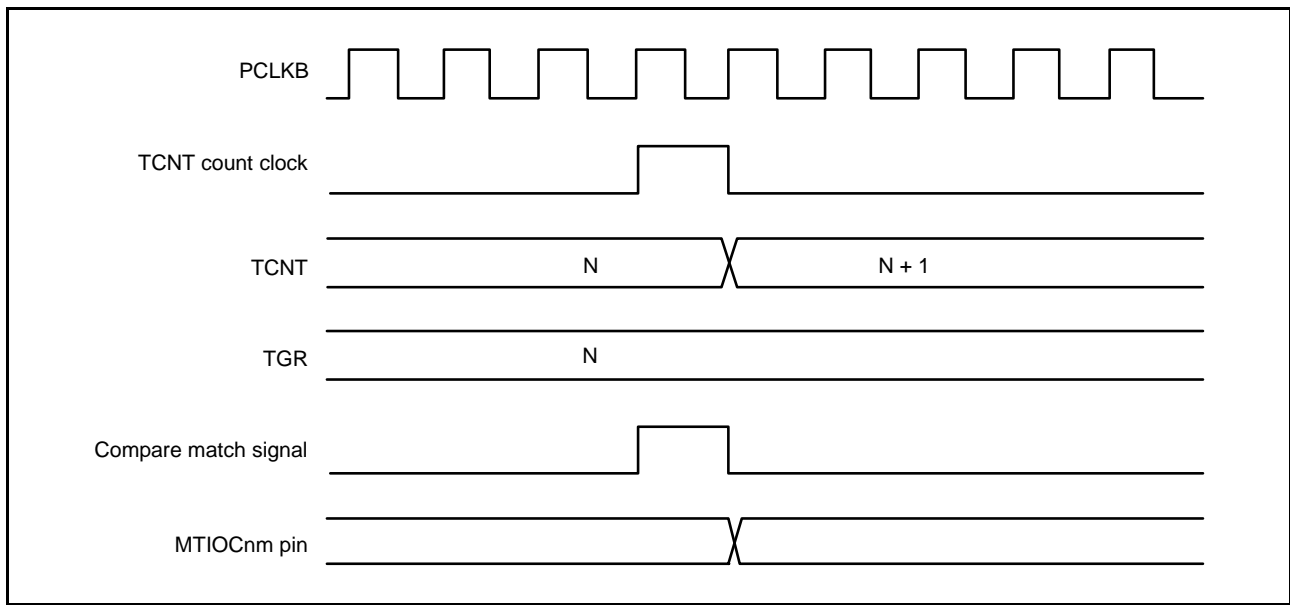 PCLKB
TCNT count clock
TCNT
N
N + 1
TGR
N
Compare match signal
MTIOCnm pin